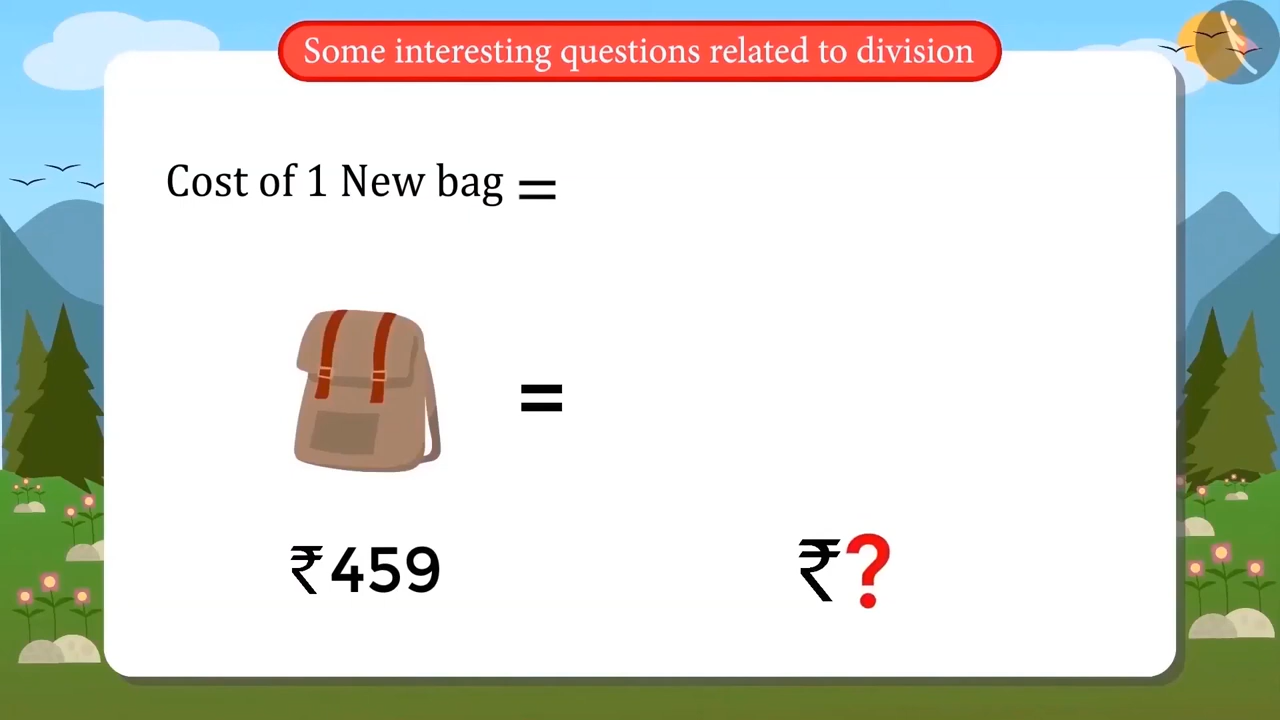 Some interesting questions related to division
Cost of 1 New bag =
=
₹459
₹?